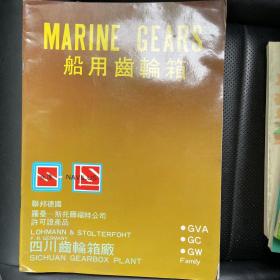 MARINE GEARS
船用齒輪箱
聯邦德國
羅曼—斯托爾福特公司
許可證產品
LOHMANN & STOLTERFOHT
F. R. GERMANY
四川齒輪箱廠
SICHUAN GEARBOX PLANT
• GVA
• GC
• GW
Family